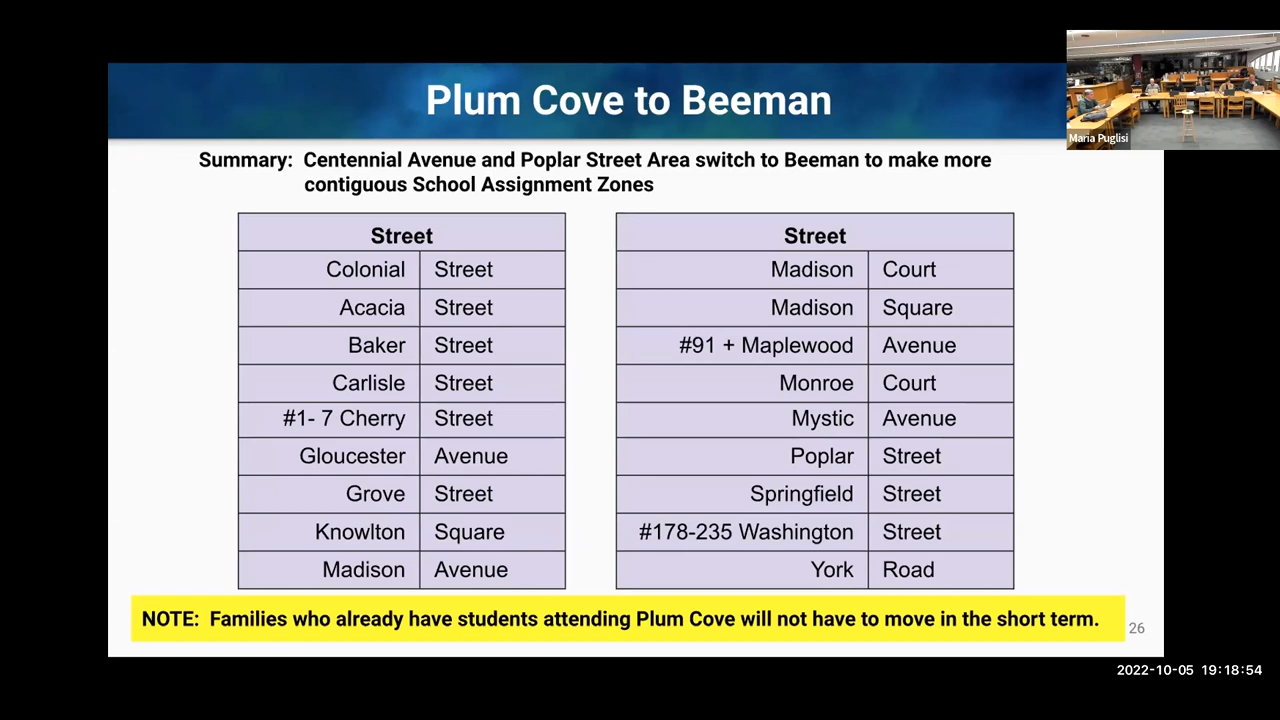 Plum Cove to Beeman
Maria Puglisi
Summary: Centennial Avenue and Poplar Street Area switch to Beeman to make more
contiguous School Assignment Zones
Street
Colonial Street
Acacia Street
Baker Street
Carlisle Street
#1- 7 Cherry Street
Gloucester Avenue
Grove Street
Knowlton Square
Madison Avenue
Street
Madison Court
Madison Square
#91 + Maplewood Avenue
Monroe Court
Mystic Avenue
Poplar Street
Springfield Street
#178-235 Washington Street
York Road
NOTE: Families who already have students attending Plum Cove will not have to move in the short term.
26
2022-10-05 19:18:54